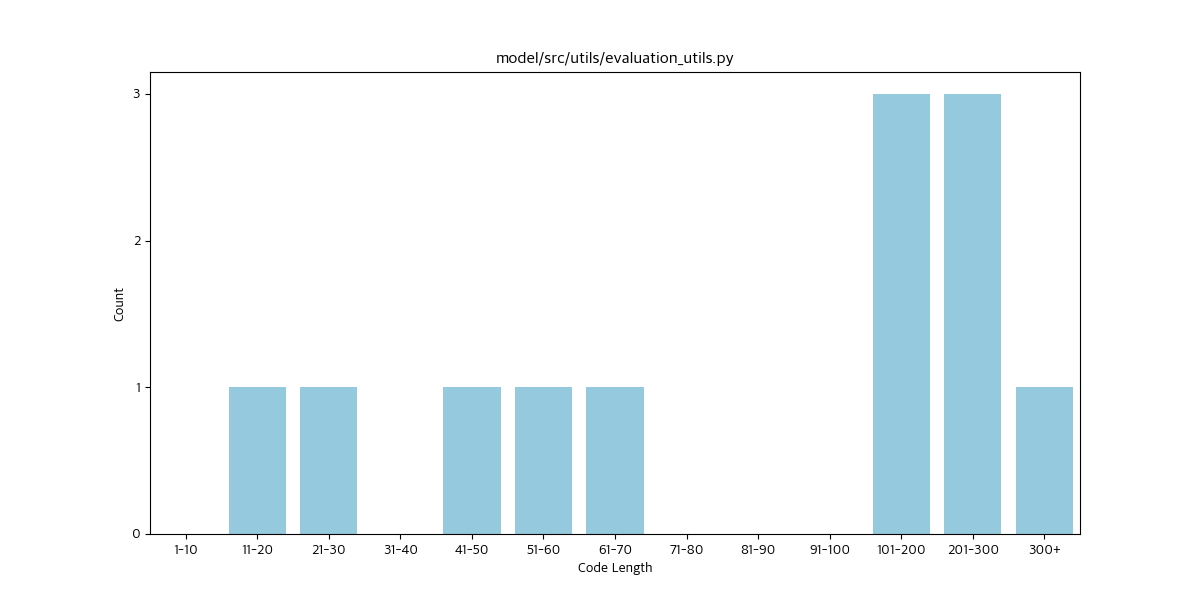 model/src/utils/evaluation_utils.py
3
2
1
0
Count
1-10 11-20 21-30 31-40 41-50 51-60 61-70 71-80 81-90 91-100 101-200 201-300 300+
Code Length